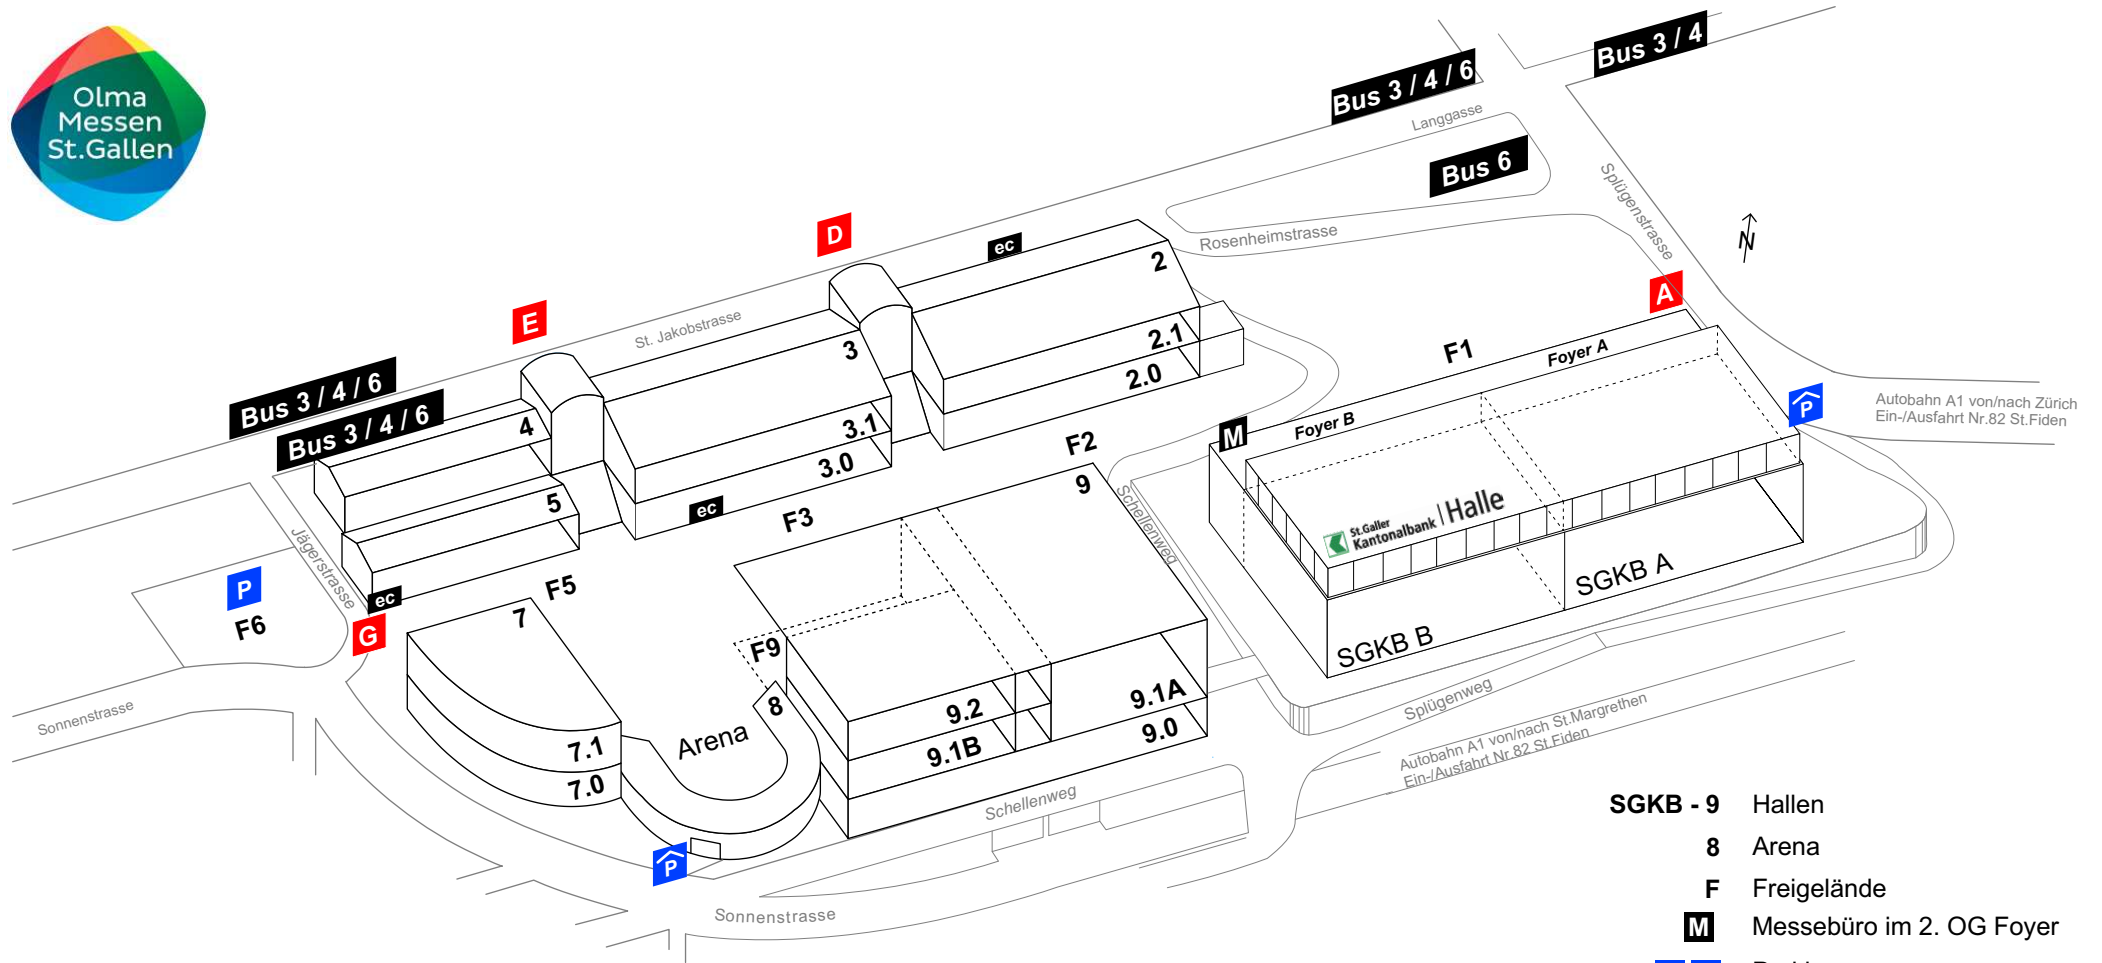 Olma
Messen
St.Gallen
Bus 3 / 4
Bus 3 / 4 / 6
Langgasse
Bus 6
Splügenstrasse
Rosenheimstrasse
N
D
ec
2
A
E
St. Jakobstrasse
3
2.1
2.0
F1
Foyer A
Bus 3 / 4 / 6
Bus 3 / 4 / 6
4
3.1
3.0
F2
M
Foyer B
P
Autobahn A1 von/nach Zürich
Ein-/Ausfahrt Nr.82 St.Fiden
5
ec
F3
9
Schellenweg
St.Galler
Kantonalbank
Halle
Jägerstrasse
P
F6
ec
G
F5
7
F9
8
SGKB A
SGKB B
Sonnenstrasse
7.1
7.0
Arena
9.2
9.1B
9.1A
9.0
Splügenweg
Autobahn A1 von/nach St.Margrethen
Ein-/Ausfahrt Nr.82 St.Fiden
Schellenweg
P
Sonnenstrasse
SGKB - 9 Hallen
8 Arena
F Freigelände
M Messebüro im 2. OG Foyer